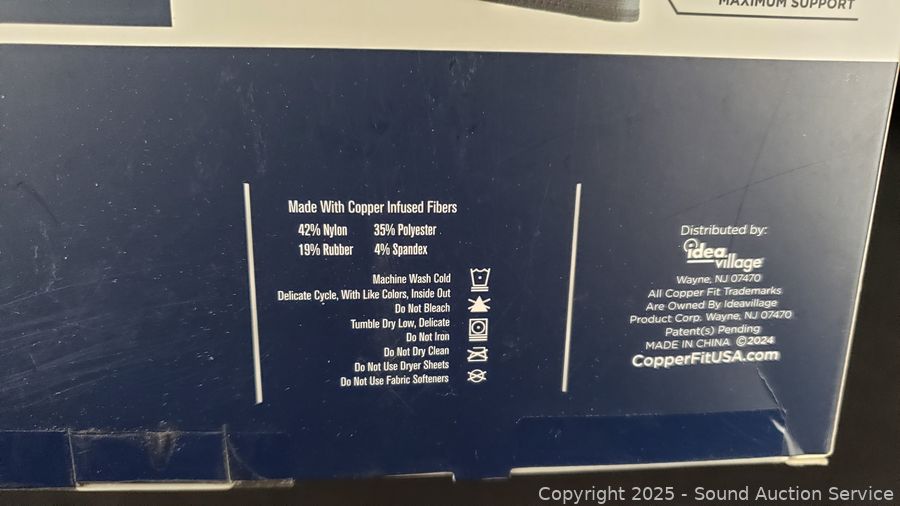 MAXIMUM SUPPORT
Made With Copper Infused Fibers
42% Nylon 35% Polyester
19% Rubber 4% Spandex
Machine Wash Cold
Delicate Cycle, With Like Colors, Inside Out
Do Not Bleach
Tumble Dry Low, Delicate
Do Not Iron
Do Not Dry Clean
Do Not Use Dryer Sheets
Do Not Use Fabric Softeners
Distributed by:
idea
village
Wayne, NJ 07470
All Copper Fit Trademarks
Are Owned By Ideavillage
Product Corp. Wayne, NJ 07470
Patent(s) Pending
MADE IN CHINA ©2024
CopperFitUSA.com
Copyright 2025 - Sound Auction Service